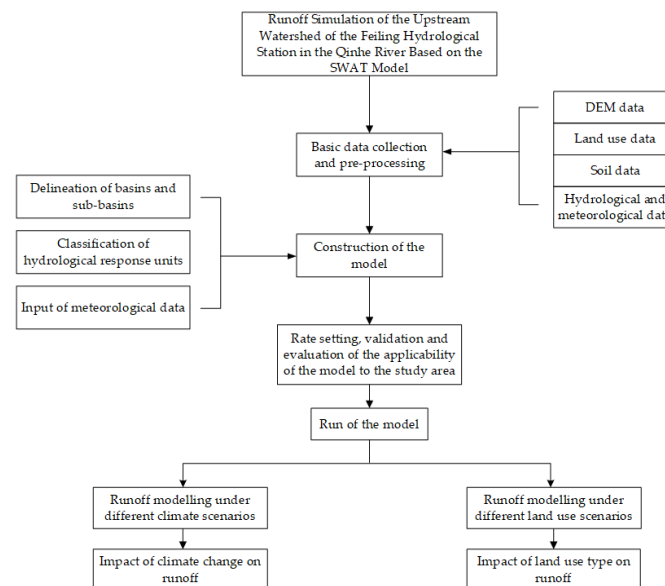 Runoff Simulation of the Upstream
Watershed of the Feiling Hydrological
Station in the Qinhe River Based on the
SWAT Model
Basic data collection
and pre-processing
DEM data
Land use data
Soil data
Hydrological and
meteorological data
Delineation of basins and
sub-basins
Classification of
hydrological response units
Input of meteorological data
Construction of the
model
Rate setting, validation and
evaluation of the applicability
of the model to the study area
Run of the model
Runoff modelling under
different climate scenarios
Runoff modelling under
different land use scenarios
Impact of climate change on
runoff
Impact of land use type on
runoff